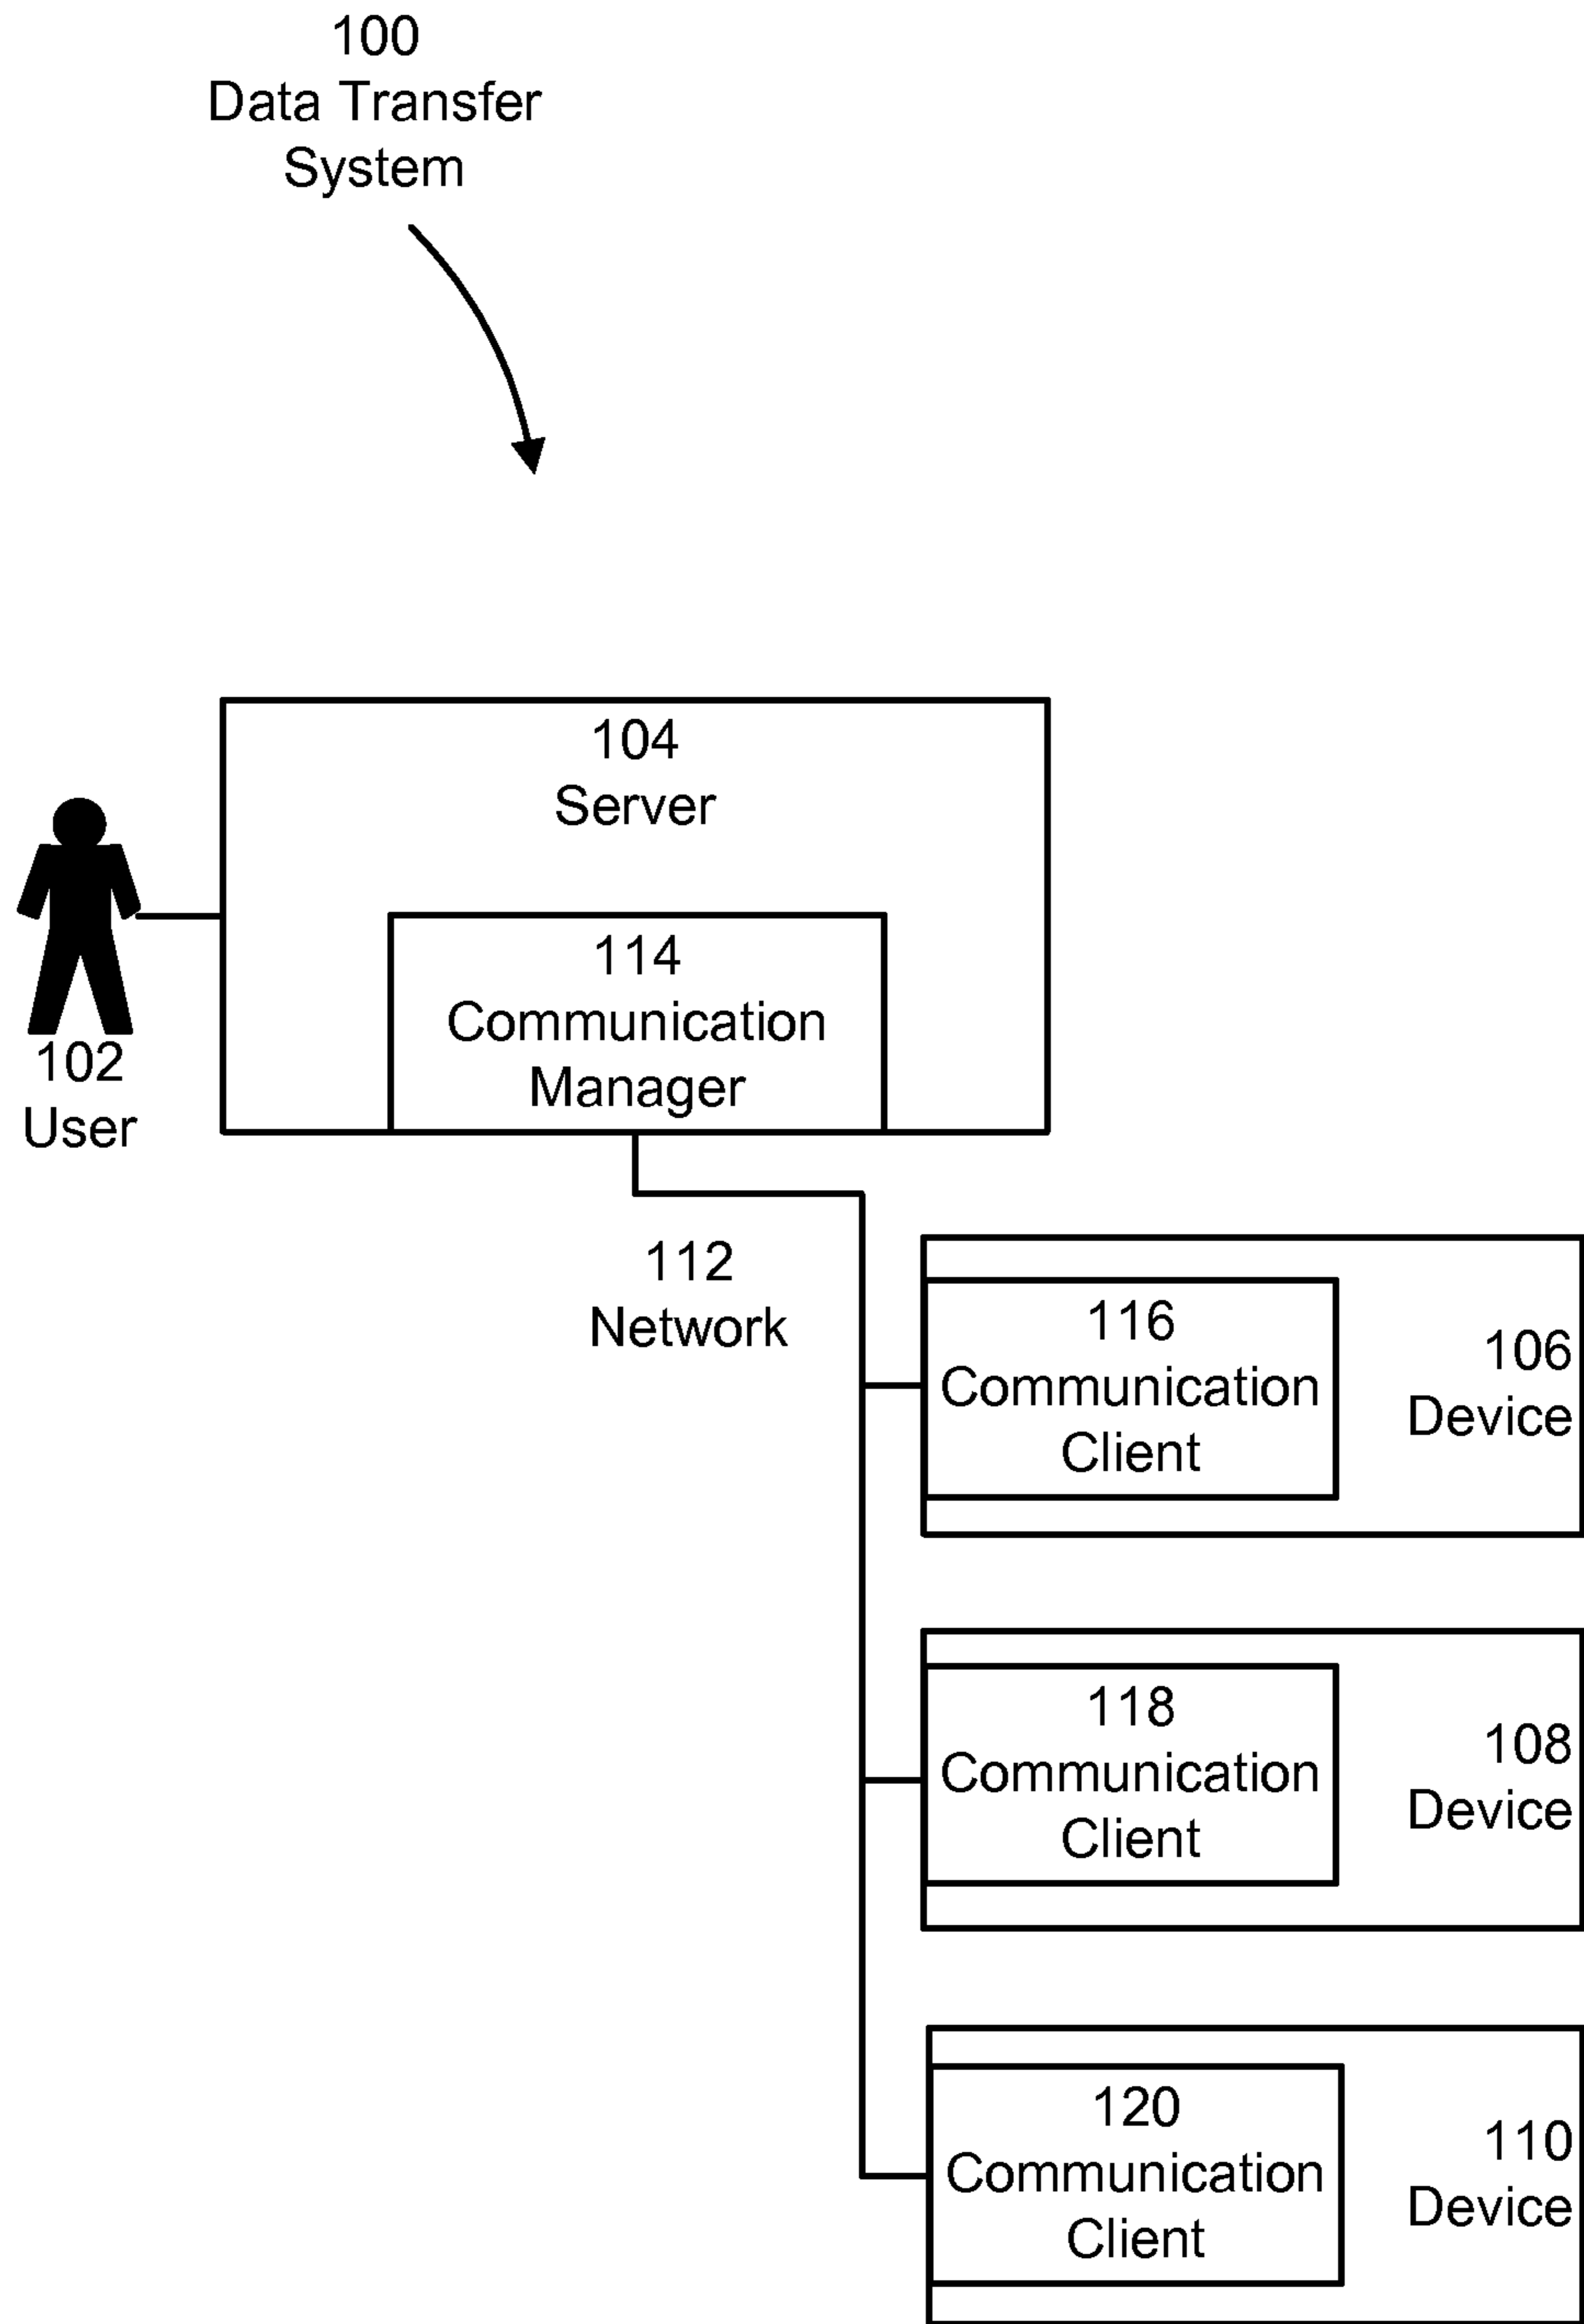 100
Data Transfer
System
104
Server
114
Communication
Manager
102
User
112
Network
116
Communication
Client
106
Device
118
Communication
Client
108
Device
120
Communication
Client
110
Device